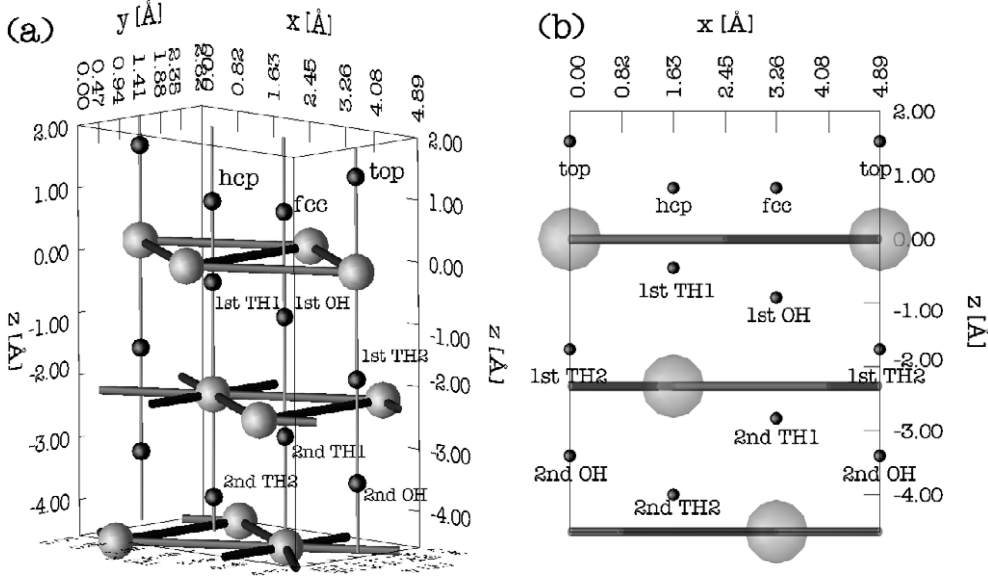 (a)
y [Å]
x [Å]
0.00
0.47
0.94
1.41
1.88
2.35
2.82
0.00
0.82
1.63
2.45
3.26
4.08
4.89
2.00
1.00
0.00
-1.00
-2.00
-3.00
-4.00
z [Å]
2.00
1.00
0.00
-1.00
-2.00
-3.00
-4.00
z [Å]
hcp
fcc
top
1st TH1
1st OH
1st TH2
2nd TH1
2nd TH2
2nd OH
(b)
x [Å]
0.00
0.82
1.63
2.45
3.26
4.08
4.89
2.00
1.00
0.00
-1.00
-2.00
-3.00
-4.00
z [Å]
top
top
hcp
fcc
1st TH1
1st OH
1st TH2
1st TH2
2nd TH1
2nd OH
2nd OH
2nd TH2